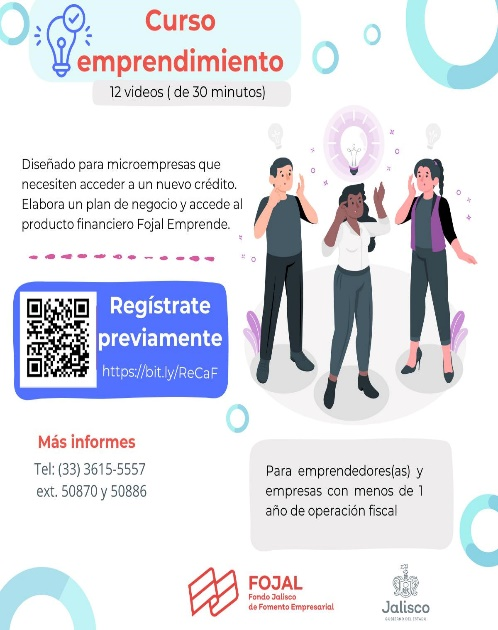 Curso
emprendimiento
12 videos ( de 30 minutos)
Diseñado para microempresas que
necesiten acceder a un nuevo crédito.
Elabora un plan de negocio y accede al
producto financiero Fojal Emprende.
Regístrate
previamente
https://bit.ly/ReCaF
Más informes
Tel: (33) 3615-5557
ext. 50870 y 50886
Para emprendedores(as) y
empresas con menos de 1
año de operación fiscal
FOJAL
Fondo Jalisco
de Fomento Empresarial
Jalisco
GOBIERNO DEL ESTADO